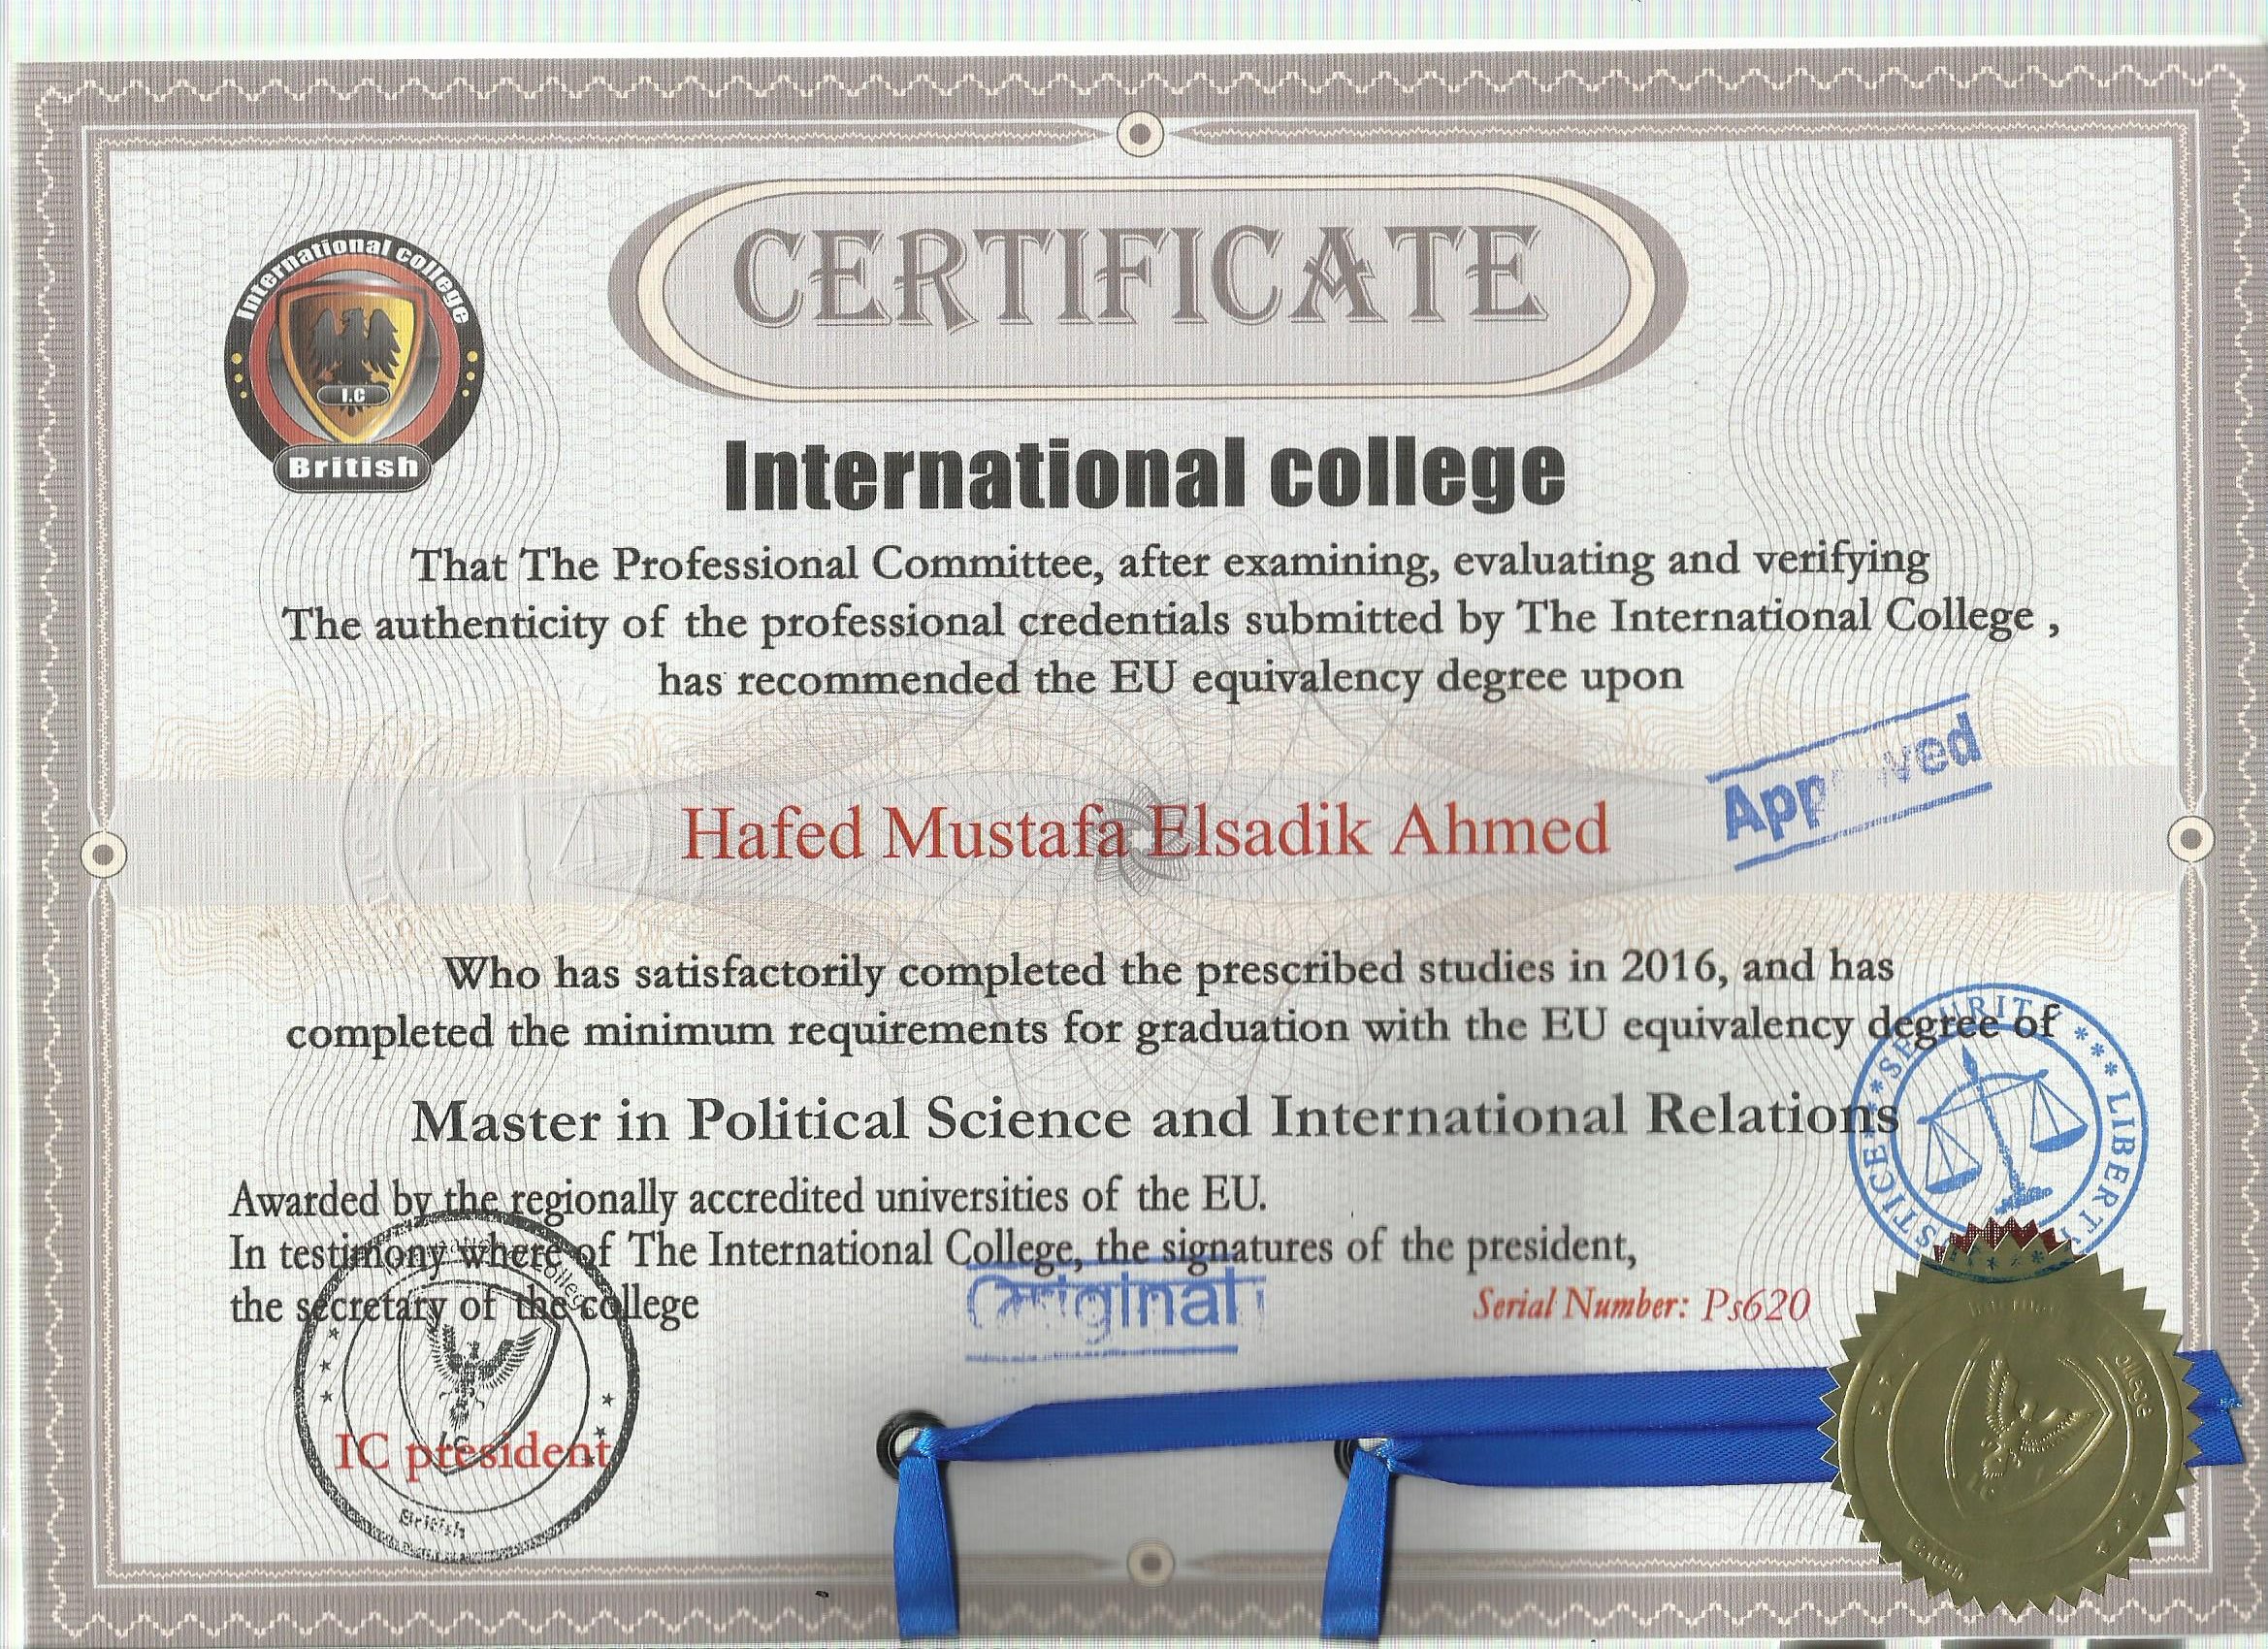 International college
I.C
British
CERTIFICATE
International college
That The Professional Committee, after examining, evaluating and verifying
The authenticity of the professional credentials submitted by The International College ,
has recommended the EU equivalency degree upon
Approved
Hafed Mustafa Elsadik Ahmed
Who has satisfactorily completed the prescribed studies in 2016, and has
completed the minimum requirements for graduation with the EU equivalency degree of
Master in Political Science and International Relations
Awarded by the regionally accredited universities of the EU.
In testimony where of The International College, the signatures of the president,
the secretary of the college
Original
Serial Number: Ps620
IC president
British
LIBERTY
college